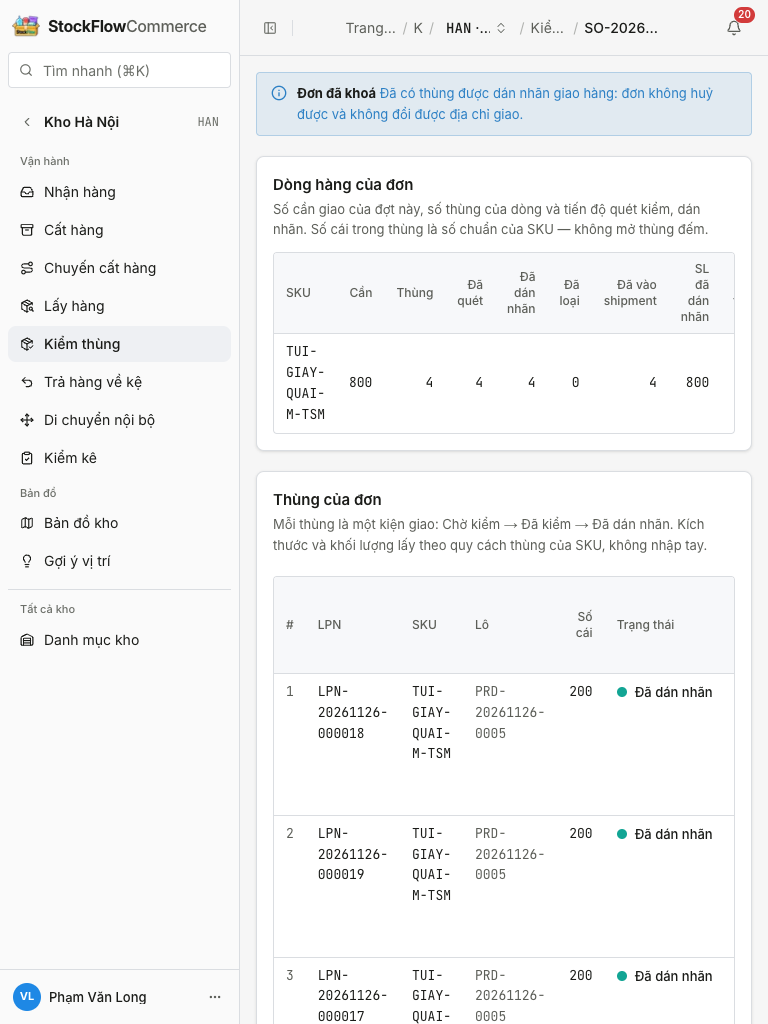 StockFlowCommerce
Tìm nhanh (⌘K)
Kho Hà Nội HAN
Vận hành
Nhận hàng
Cất hàng
Chuyến cất hàng
Lấy hàng
Kiểm thùng
Trả hàng về kệ
Di chuyển nội bộ
Kiểm kê
Bản đồ
Bản đồ kho
Gợi ý vị trí
Tất cả kho
Danh mục kho
VL Phạm Văn Long ...
Trang... / K / HAN ·... / Kiể... / SO-2026...
20
Đơn đã khoá Đã có thùng được dán nhãn giao hàng: đơn không huỷ
được và không đổi được địa chỉ giao.
Dòng hàng của đơn
Số cần giao của đợt này, số thùng của dòng và tiến độ quét kiểm, dán
nhãn. Số cái trong thùng là số chuẩn của SKU — không mở thùng đếm.
SKU Cần Thùng Đã quét Đã dán nhãn Đã loại Đã vào shipment SL đã dán nhãn
TUI-GIAY-QUAI-M-TSM 800 4 4 4 0 4 800
Thùng của đơn
Mỗi thùng là một kiện giao: Chờ kiểm → Đã kiểm → Đã dán nhãn. Kích
thước và khối lượng lấy theo quy cách thùng của SKU, không nhập tay.
# LPN SKU Lô Số cái Trạng thái
1 LPN-20261126-000018 TUI-GIAY-QUAI-M-TSM PRD-20261126-0005 200 Đã dán nhãn
2 LPN-20261126-000019 TUI-GIAY-QUAI-M-TSM PRD-20261126-0005 200 Đã dán nhãn
3 LPN-20261126-000017 TUI-GIAY-QUAI- PRD-20261126-0005 200 Đã dán nhãn